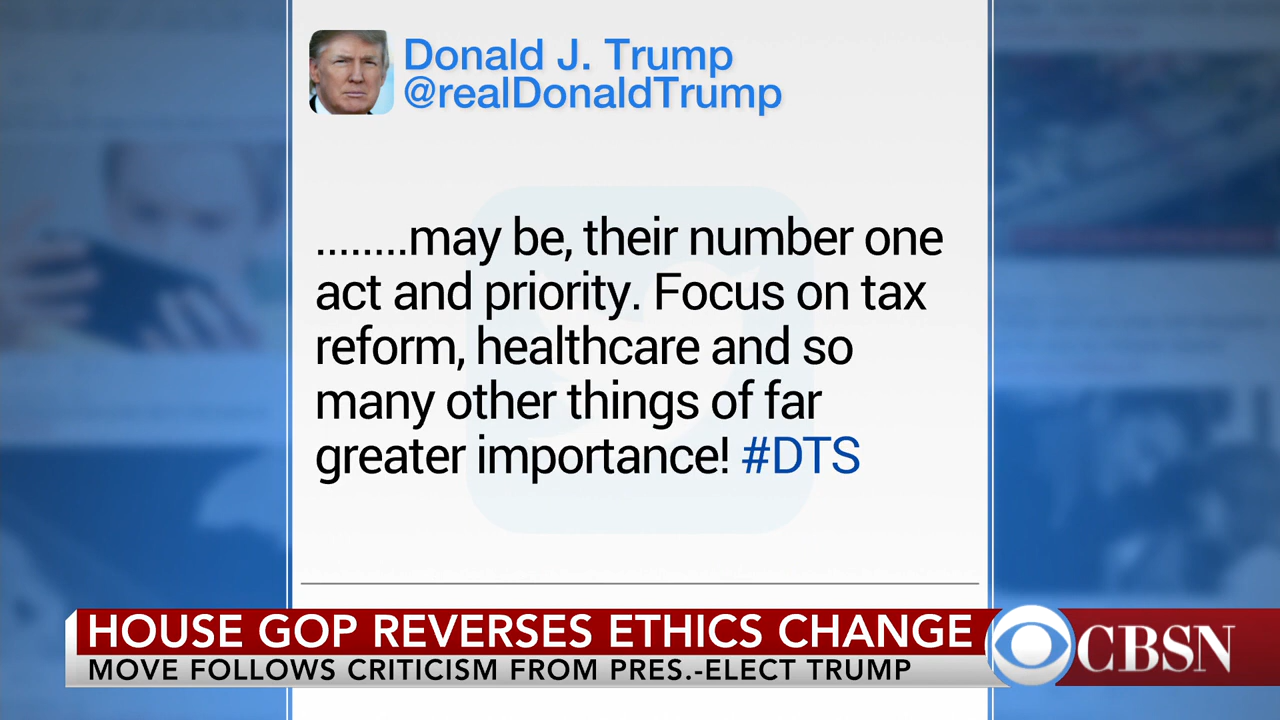 Donald J. Trump
@realDonaldTrump
........may be, their number one
act and priority. Focus on tax
reform, healthcare and so
many other things of far
greater importance! #DTS
HOUSE GOP REVERSES ETHICS CHANGE
MOVE FOLLOWS CRITICISM FROM PRES.-ELECT TRUMP
CBSN